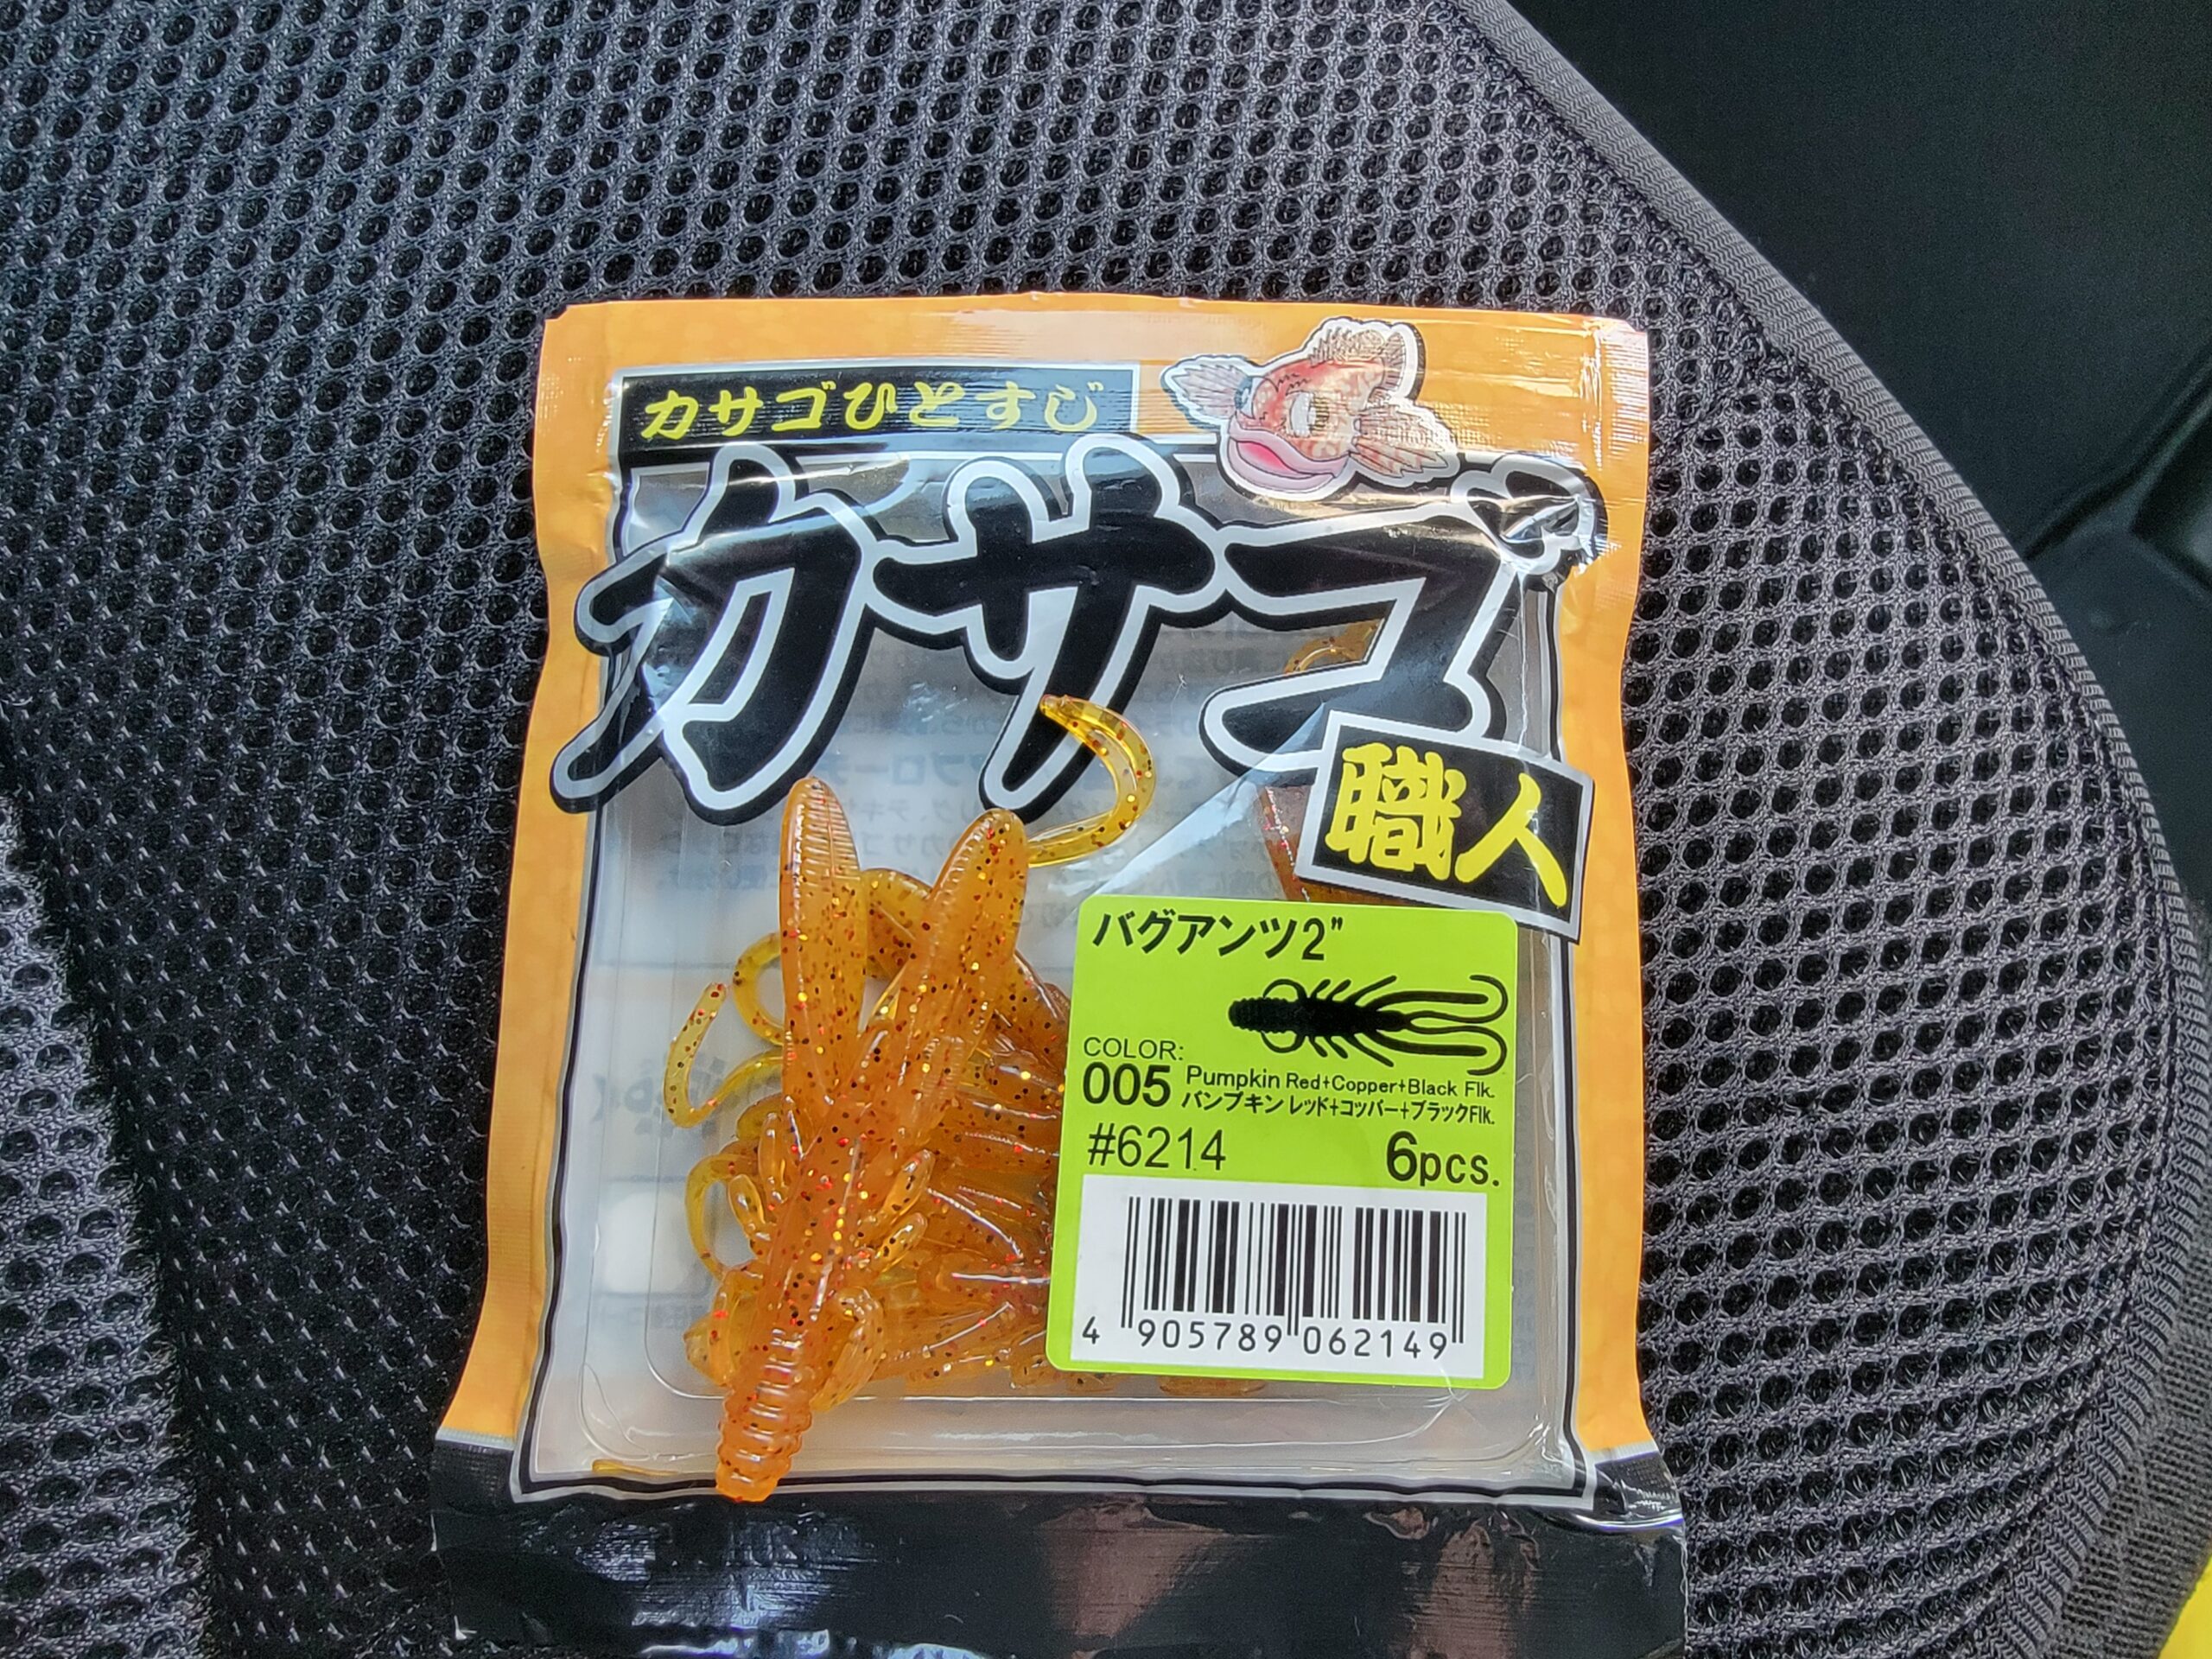 カサゴひとすじ
カサゴ
職人
バグアンツ2"
COLOR:
005 Pumpkin Red+Copper+Black Flk.
パンプキン レッド+コッパー+ブラックFlk.
#6214 6pcs.
4 905789 062149